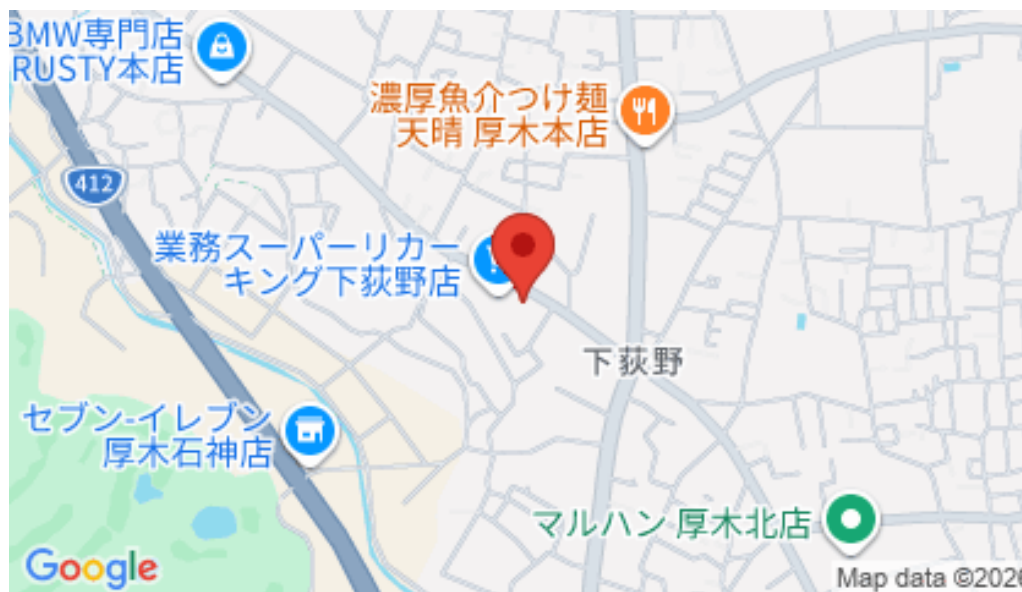 BMW専門店
RUSTY本店
濃厚魚介つけ麺
天晴 厚木本店
412
業務スーパーリカー
キング下荻野店
下荻野
セブン-イレブン
厚木石神店
マルハン 厚木北店
Google
Map data ©2026